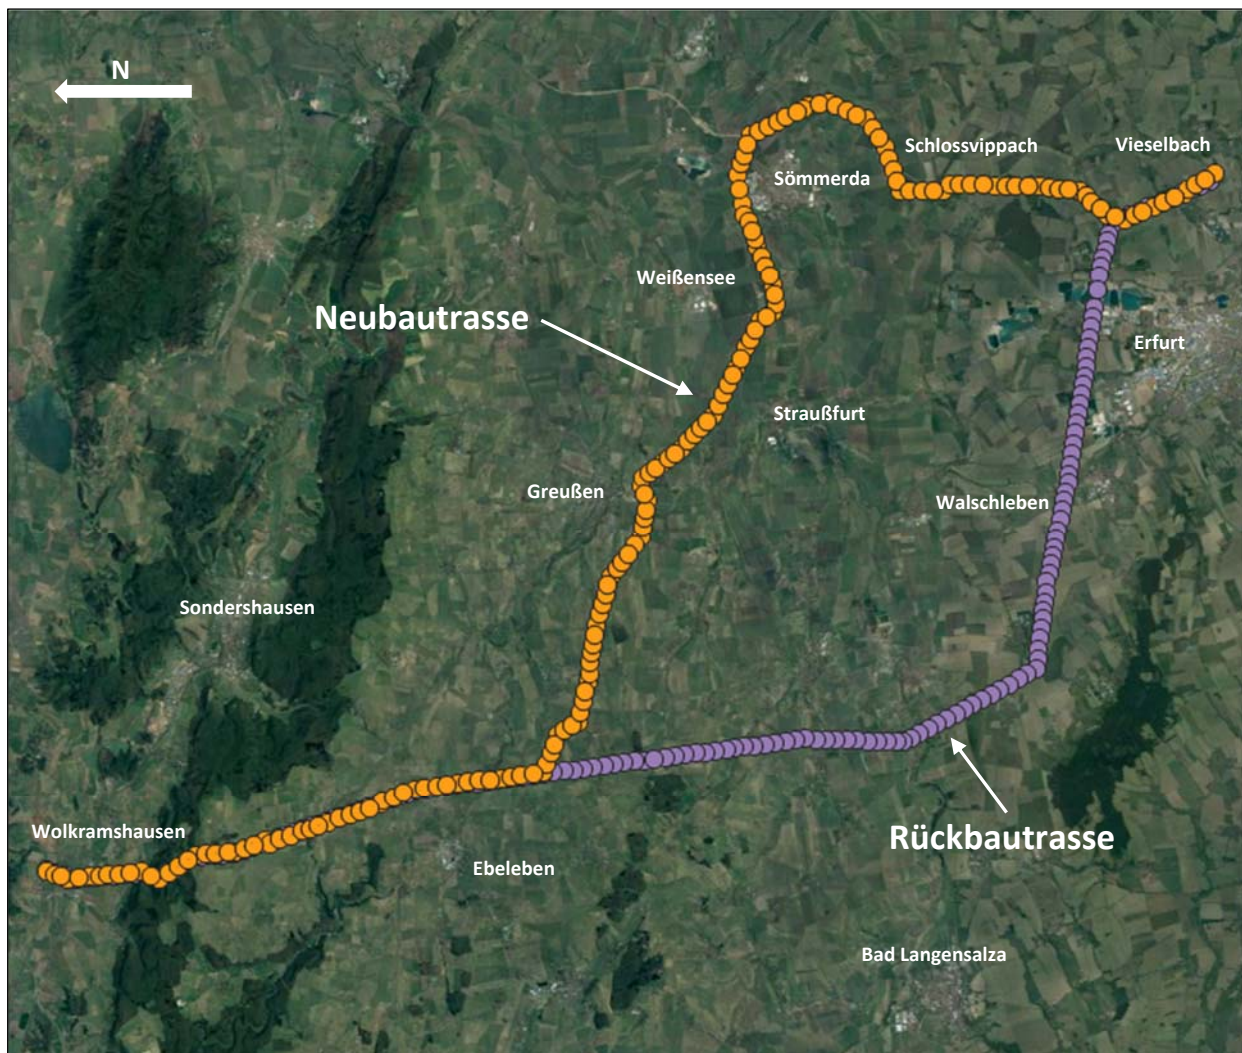 N
Schlossvippach
Vieselbach
Sömmerda
Weißensee
Neubautrasse
Erfurt
Straußfurt
Greußen
Walschleben
Sondershausen
Wolkramshausen
Rückbautrasse
Ebeleben
Bad Langensalza